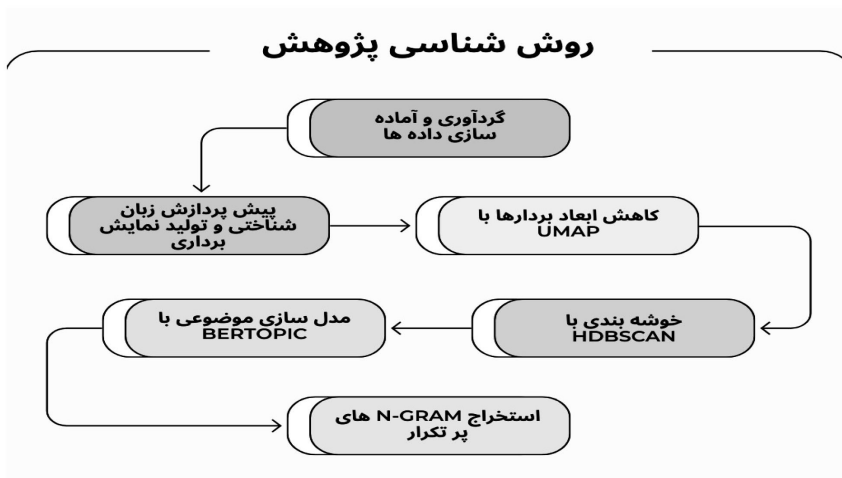 روش شناسی پژوهش
گردآوری و آماده
سازی داده ها
پیش پردازش زبان
شناختی و تولید نمایش
برداری
کاهش ابعاد بردارها با
UMAP
خوشه بندی با
HDBSCAN
مدل سازی موضوعی با
BERTOPIC
استخراج N-GRAM های
پر تکرار